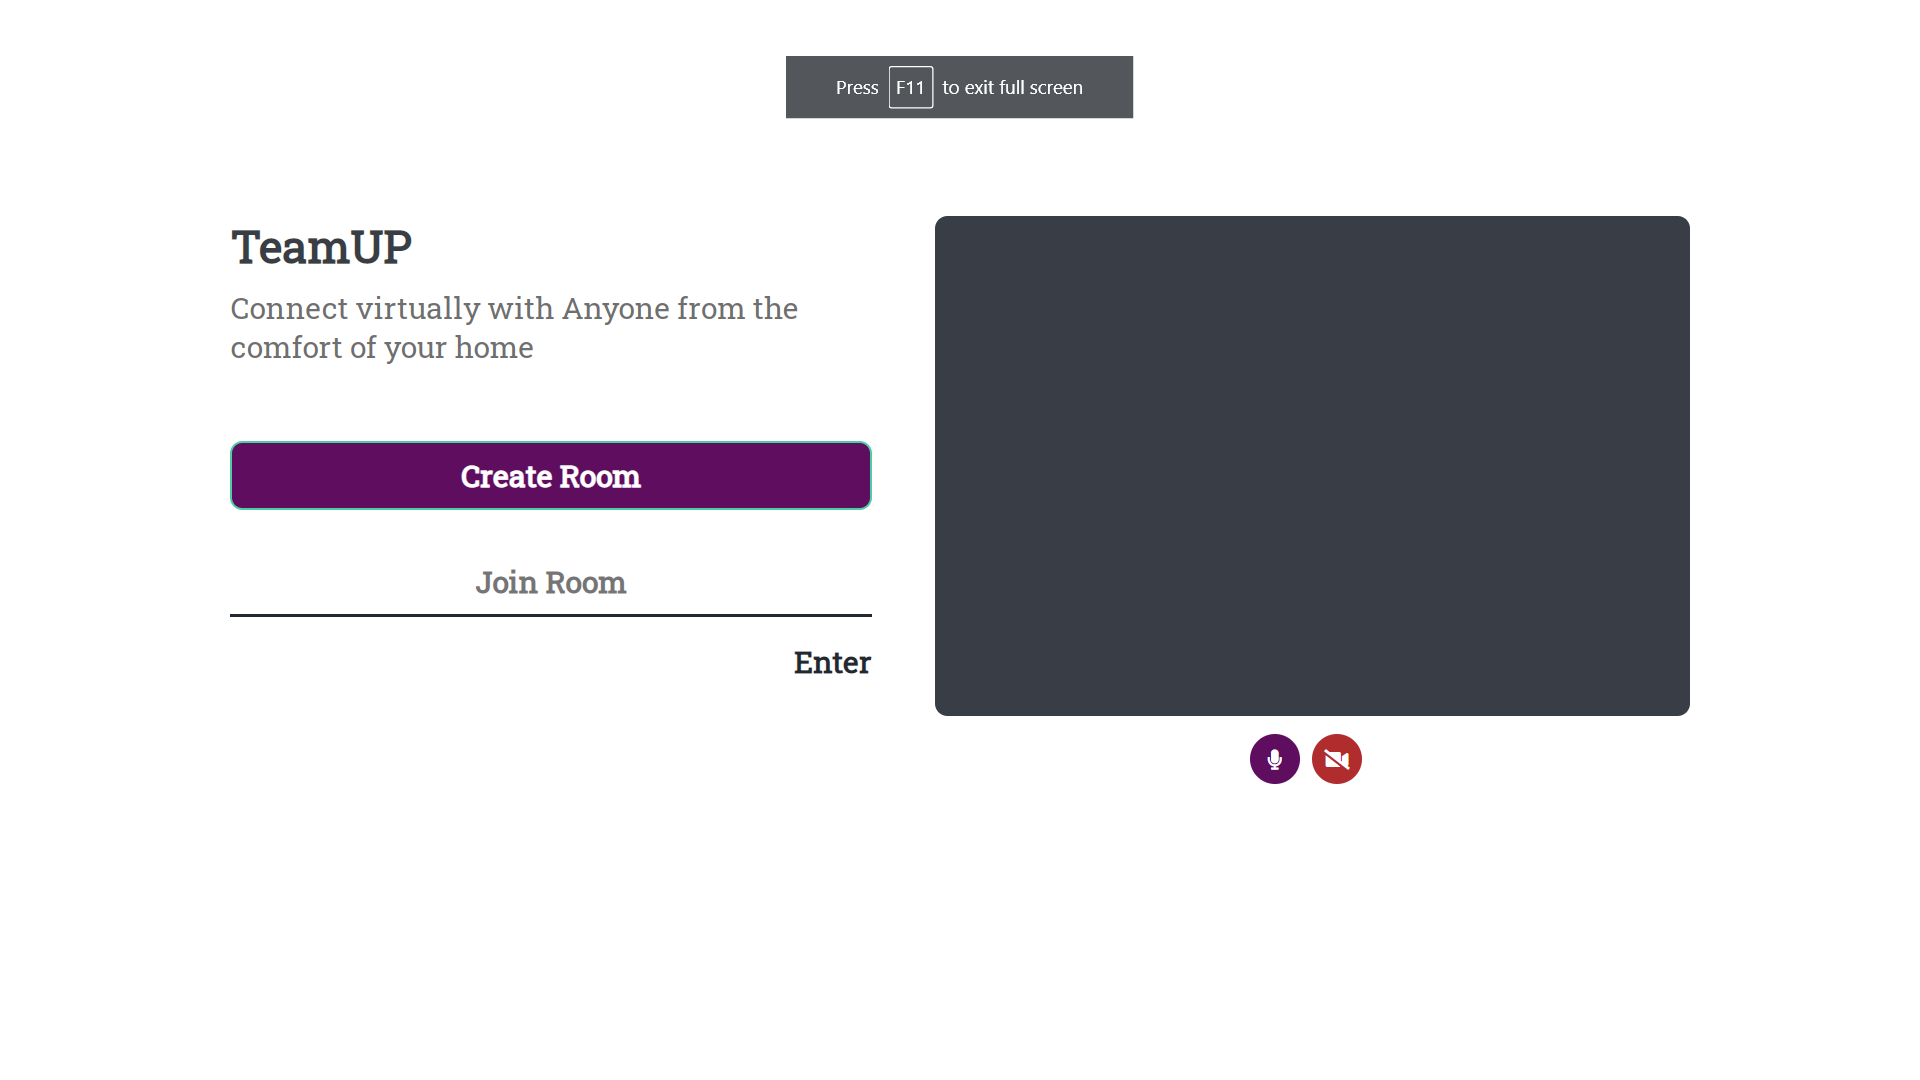 Press F11 to exit full screen
TeamUP
Connect virtually with Anyone from the
comfort of your home
Create Room
Join Room
Enter